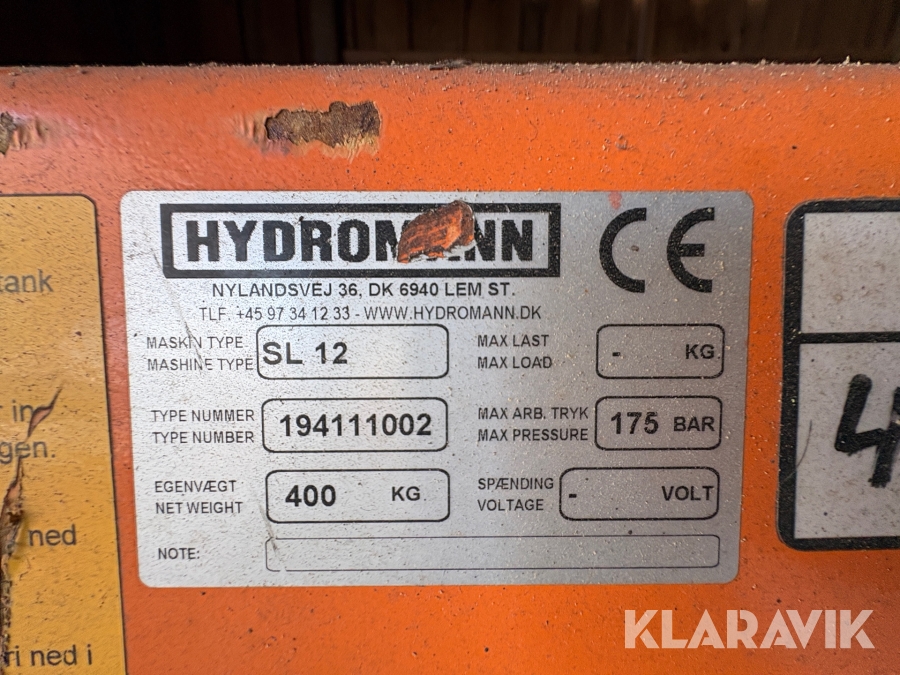 HYDROMANN
NYLANDSVEJ 36, DK 6940 LEM ST.
TLF. +45 97 34 12 33 - WWW.HYDROMANN.DK
CE
MASKIN TYPE
MASHINE TYPE
SL 12
MAX LAST
MAX LOAD
- KG.
TYPE NUMMER
TYPE NUMBER
194111002
MAX ARB. TRYK
MAX PRESSURE
175 BAR
EGENVÆGT
NET WEIGHT
400 KG.
SPÆNDING
VOLTAGE
- VOLT
NOTE:
tank
in
gen.
ned
ri ned i
KLARAVIK